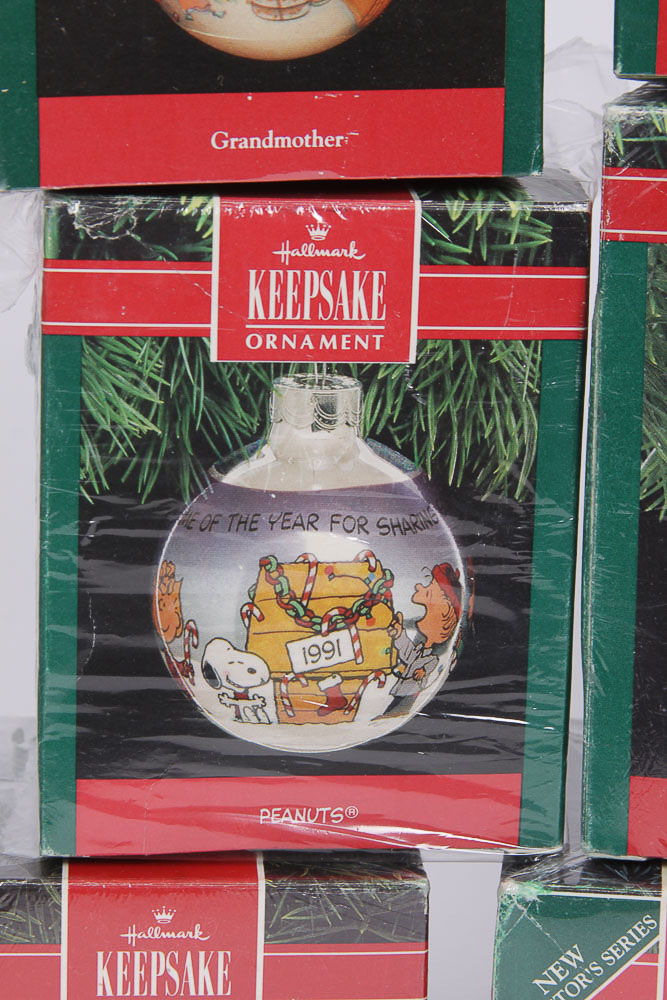 Grandmother
Hallmark
KEEPSAKE
ORNAMENT
OF THE YEAR FOR SHARING
1991
PEANUTS®
Hallmark
KEEPSAKE
NEW
TOR'S SERIES